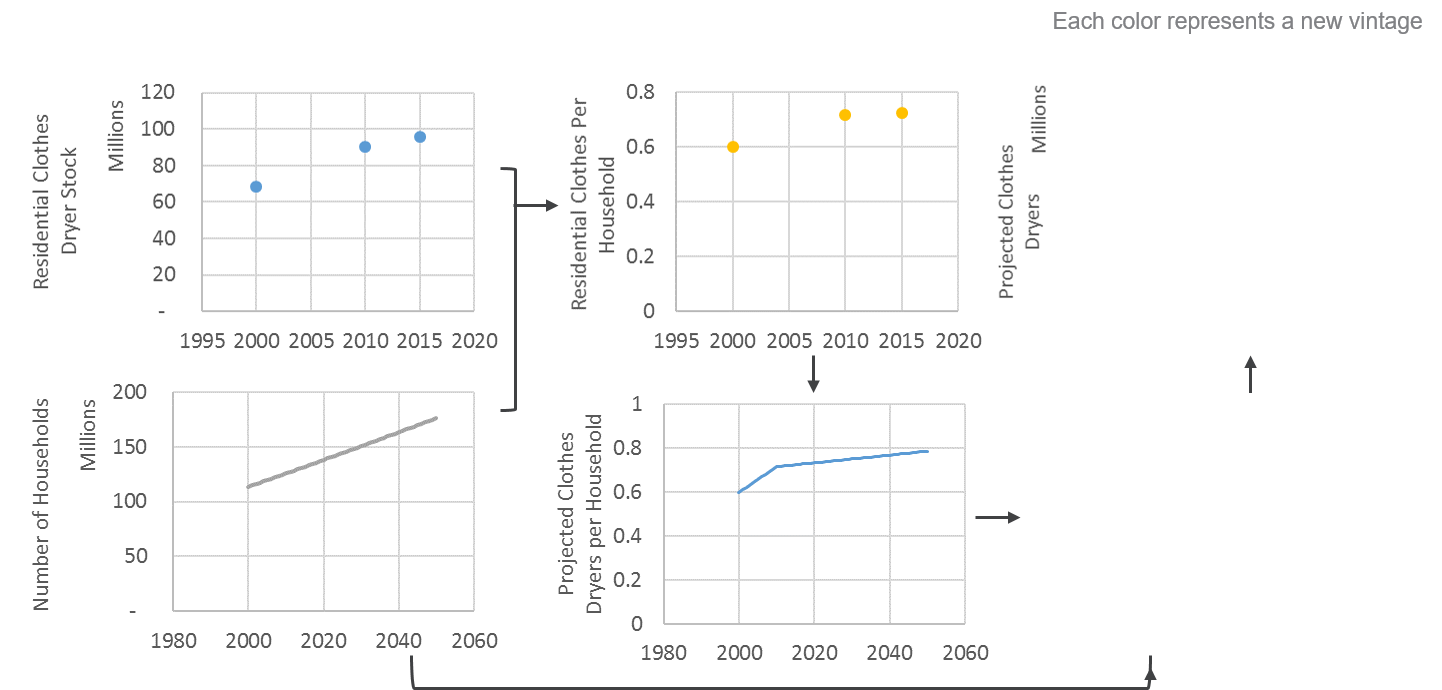 Each color represents a new vintage
Residential Clothes
Dryer Stock
Millions
120
100
80
60
40
20
-
1995 2000 2005 2010 2015 2020
Residential Clothes Per
Household
0.8
0.6
0.4
0.2
0
1995 2000 2005 2010 2015 2020
Projected Clothes
Dryers
Millions
Number of Households
Millions
200
150
100
50
-
1980 2000 2020 2040 2060
Projected Clothes
Dryers per Household
1
0.8
0.6
0.4
0.2
0
1980 2000 2020 2040 2060